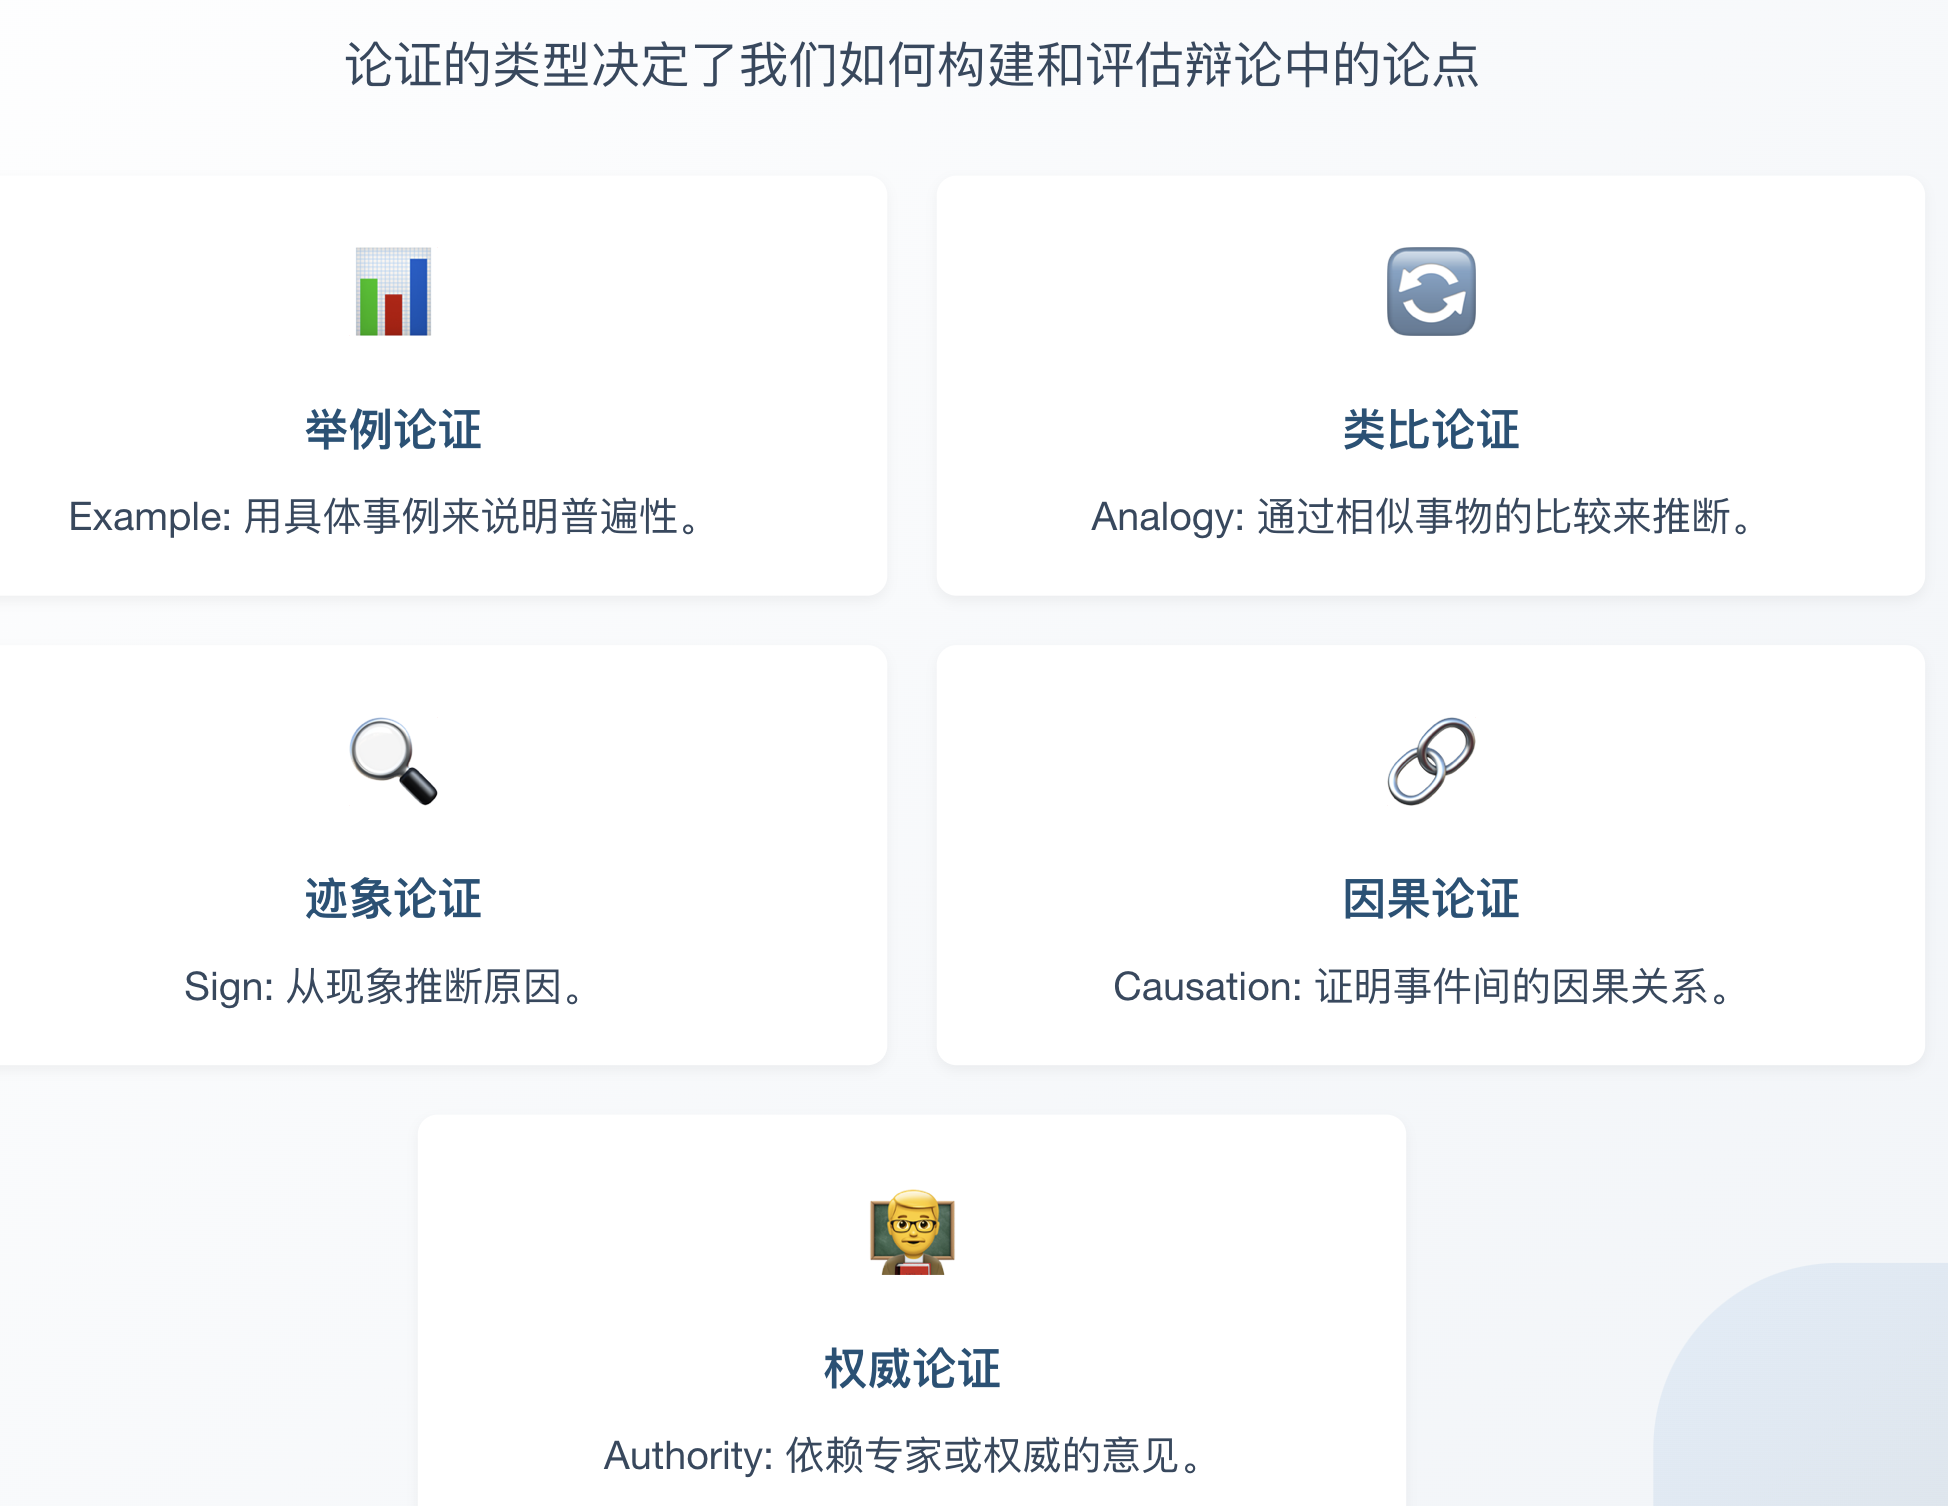 论证的类型决定了我们如何构建和评估辩论中的论点
举例论证
Example: 用具体事例来说明普遍性。
类比论证
Analogy: 通过相似事物的比较来推断。
迹象论证
Sign: 从现象推断原因。
因果论证
Causation: 证明事件间的因果关系。
权威论证
Authority: 依赖专家或权威的意见。